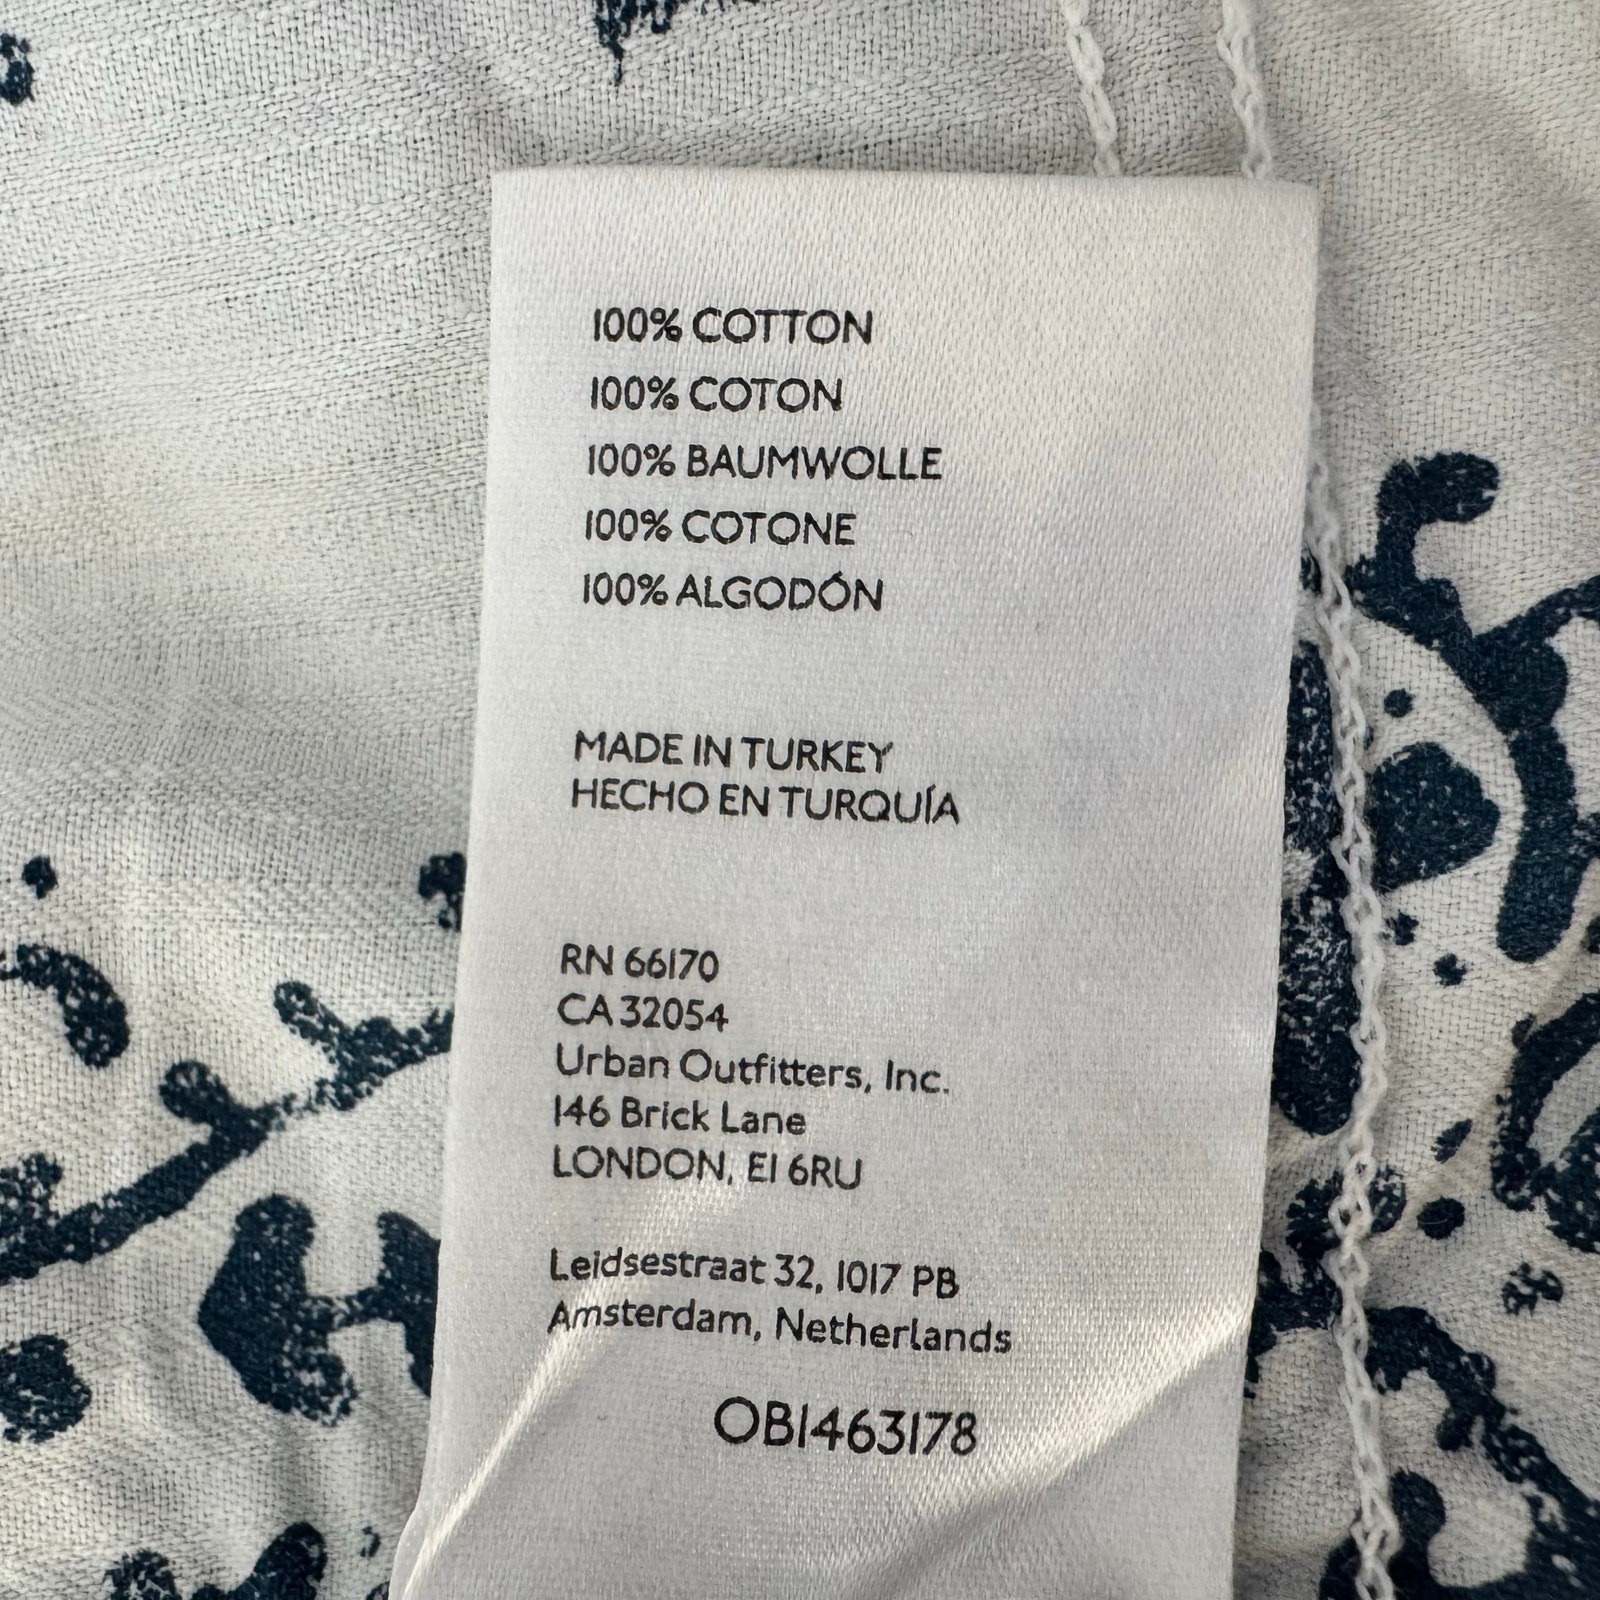 100% COTTON
100% COTON
100% BAUMWOLLE
100% COTONE
100% ALGODÓN
MADE IN TURKEY
HECHO EN TURQUÍA
RN 66170
CA 32054
Urban Outfitters, Inc.
146 Brick Lane
LONDON, E1 6RU
Leidsestraat 32, 1017 PB
Amsterdam, Netherlands
OB1463178